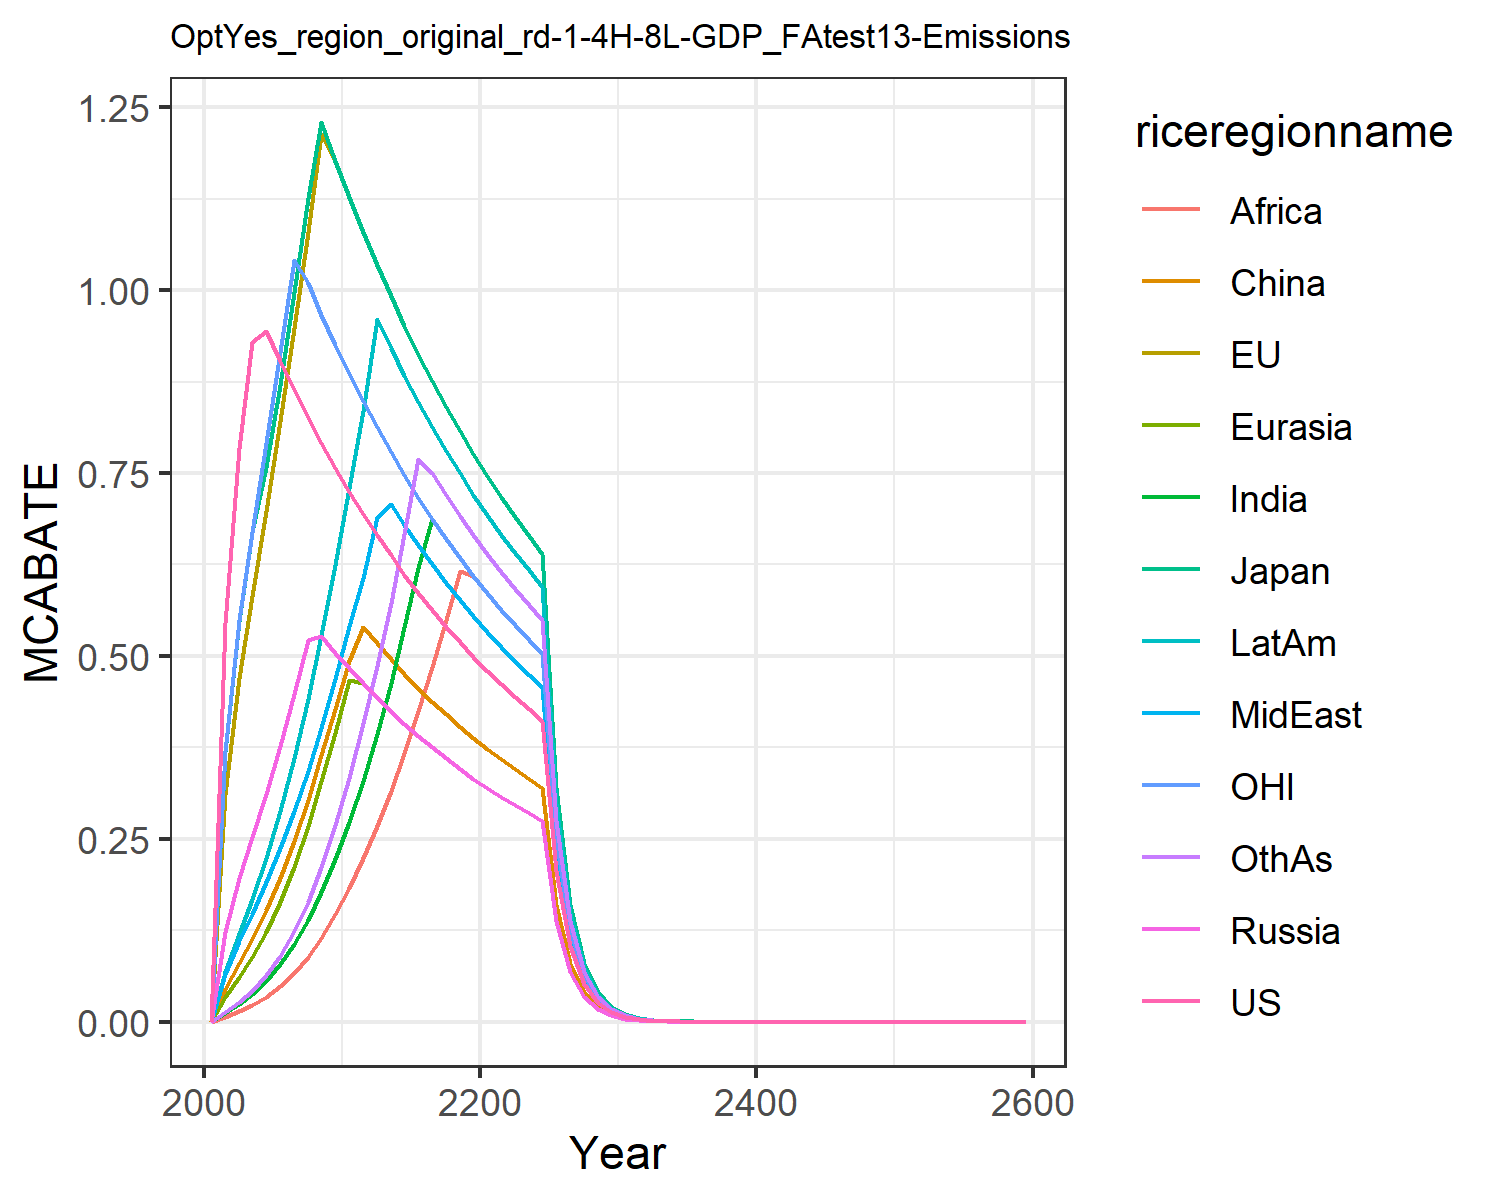 OptYes_region_original_rd-1-4H-8L-GDP_FAtest13-Emissions
1.25
1.00
0.75
0.50
0.25
0.00
MCABATE
2000
2200
2400
2600
Year
riceregionname
Africa
China
EU
Eurasia
India
Japan
LatAm
MidEast
OHI
OthAs
Russia
US